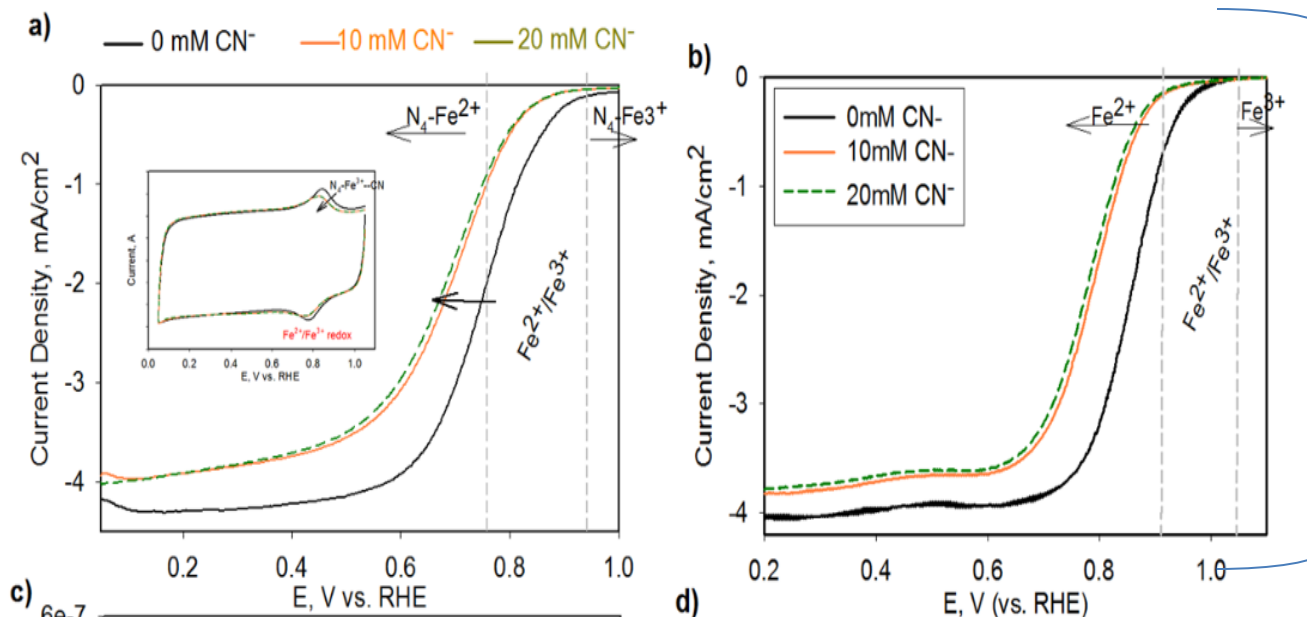 a)
0 mM CN⁻ 10 mM CN⁻ 20 mM CN⁻
0
-1
-2
-3
-4
Current Density, mA/cm²
N₄-Fe²⁺
N₄-Fe3⁺
Fe²⁺/Fe³⁺
N₄-Fe³⁺--CN
Current, A
Fe²⁺/Fe³⁺ redox
0.0 0.2 0.4 0.6 0.8 1.0
E, V vs. RHE
0.2 0.4 0.6 0.8 1.0
E, V vs. RHE
b)
0mM CN-
10mM CN-
20mM CN⁻
0
-1
-2
-3
-4
Current Density, mA/cm²
Fe²⁺
Fe³⁺
Fe²⁺/Fe³⁺
0.2 0.4 0.6 0.8 1.0
E, V (vs. RHE)
c)
6e-7
d)